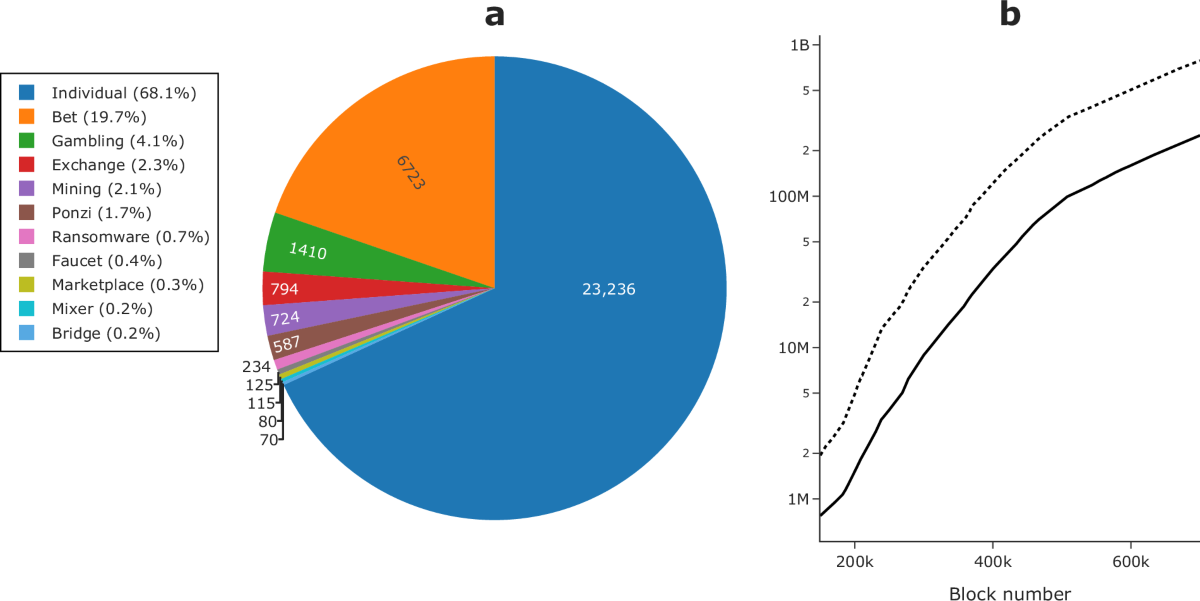 a
Individual (68.1%)
Bet (19.7%)
Gambling (4.1%)
Exchange (2.3%)
Mining (2.1%)
Ponzi (1.7%)
Ransomware (0.7%)
Faucet (0.4%)
Marketplace (0.3%)
Mixer (0.2%)
Bridge (0.2%)
6723
1410
794
724
587
234
125
115
80
70
23,236
b
1B
5
2
100M
5
2
10M
5
2
1M
200k
400k
600k
Block number